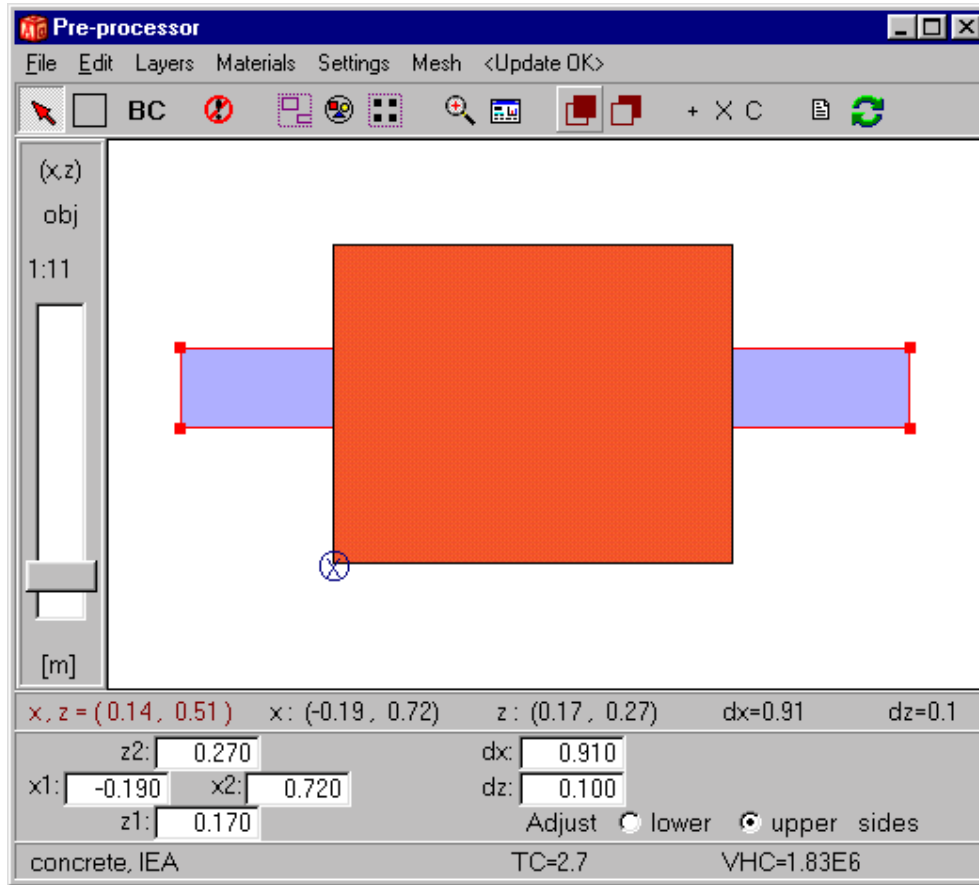 Pre-processor
File Edit Layers Materials Settings Mesh <Update OK>
BC + X C
(x,z)
obj
1:11
X
[m]
x, z = ( 0.14 , 0.51 ) x : (-0.19 , 0.72) z : (0.17 , 0.27) dx=0.91 dz=0.1
z2: 0.270 dx: 0.910
x1: -0.190 x2: 0.720 dz: 0.100
z1: 0.170 Adjust lower upper sides
concrete, IEA TC=2.7 VHC=1.83E6